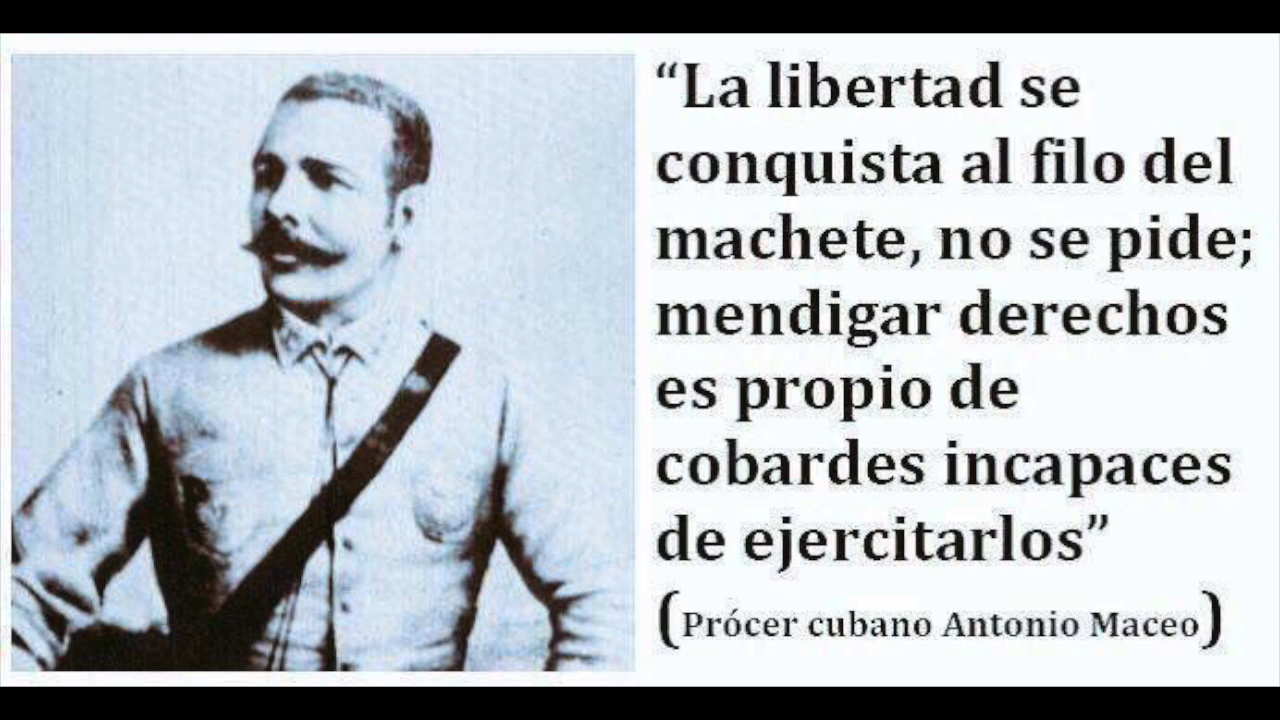 “La libertad se
conquista al filo del
machete, no se pide;
mendigar derechos
es propio de
cobardes incapaces
de ejercitarlos”
(Prócer cubano Antonio Maceo)